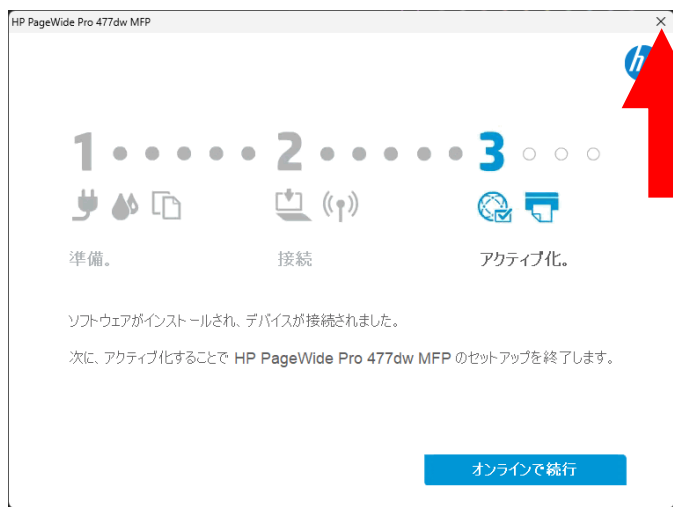 HP PageWide Pro 477dw MFP
1 2 3
準備。 接続 アクティブ化。
ソフトウェアがインストールされ、デバイスが接続されました。
次に、アクティブ化することで HP PageWide Pro 477dw MFP のセットアップを終了します。
オンラインで続行